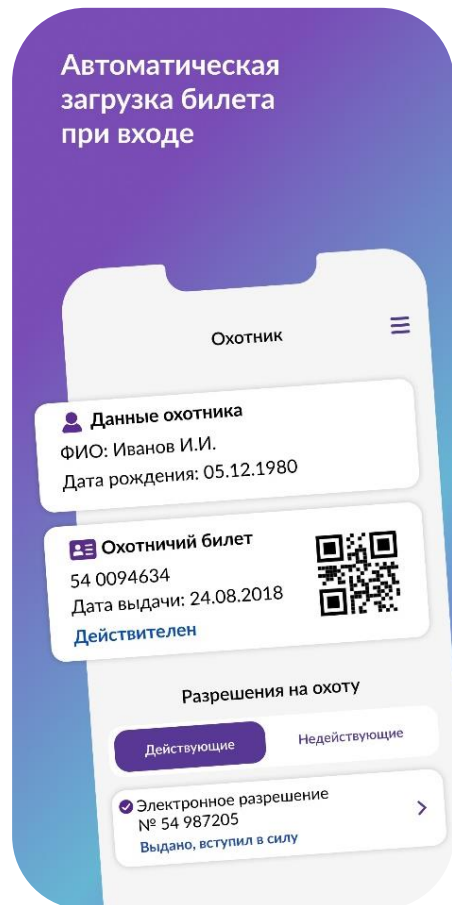 Автоматическая
загрузка билета
при входе
Охотник
Данные охотника
ФИО: Иванов И.И.
Дата рождения: 05.12.1980
Охотничий билет
54 0094634
Дата выдачи: 24.08.2018
Действителен
Разрешения на охоту
Действующие
Недействующие
Электронное разрешение
№ 54 987205
Выдано, вступил в силу